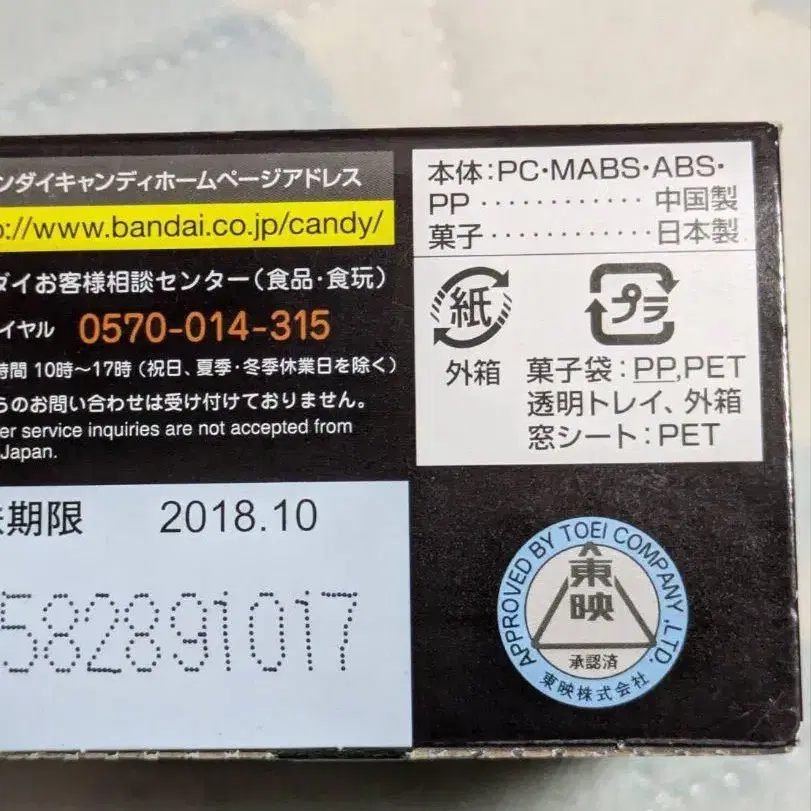 ンダイキャンディホームページアドレス
://www.bandai.co.jp/candy/
ダイお客様相談センター(食品・食玩)
イヤル 0570-014-315
時間 10時〜17時 (祝日、夏季・冬季休業日を除く)
らのお問い合わせは受け付けておりません。
er service inquiries are not accepted from
Japan.
期限 2018.10
582891017
本体:PC・MABS・ABS・
PP ・・・・・・・・・・・・ 中国製
菓子・・・・・・・・・・・・日本製
紙
外箱
プラ
菓子袋:PP,PET
透明トレイ、外箱
窓シート:PET
APPROVED BY TOEI COMPANY, LTD.
東映
承認済
東映株式会社